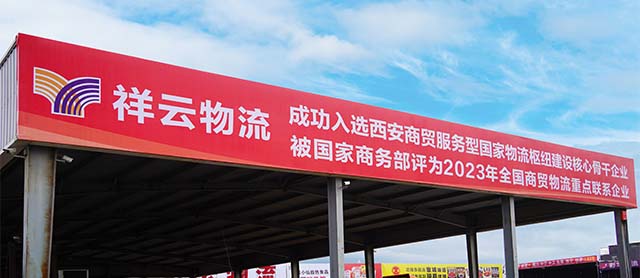 祥云物流
成功入选西安商贸服务型国家物流枢纽建设核心骨干企业
被国家商务部评为2023年全国商贸物流重点联系企业